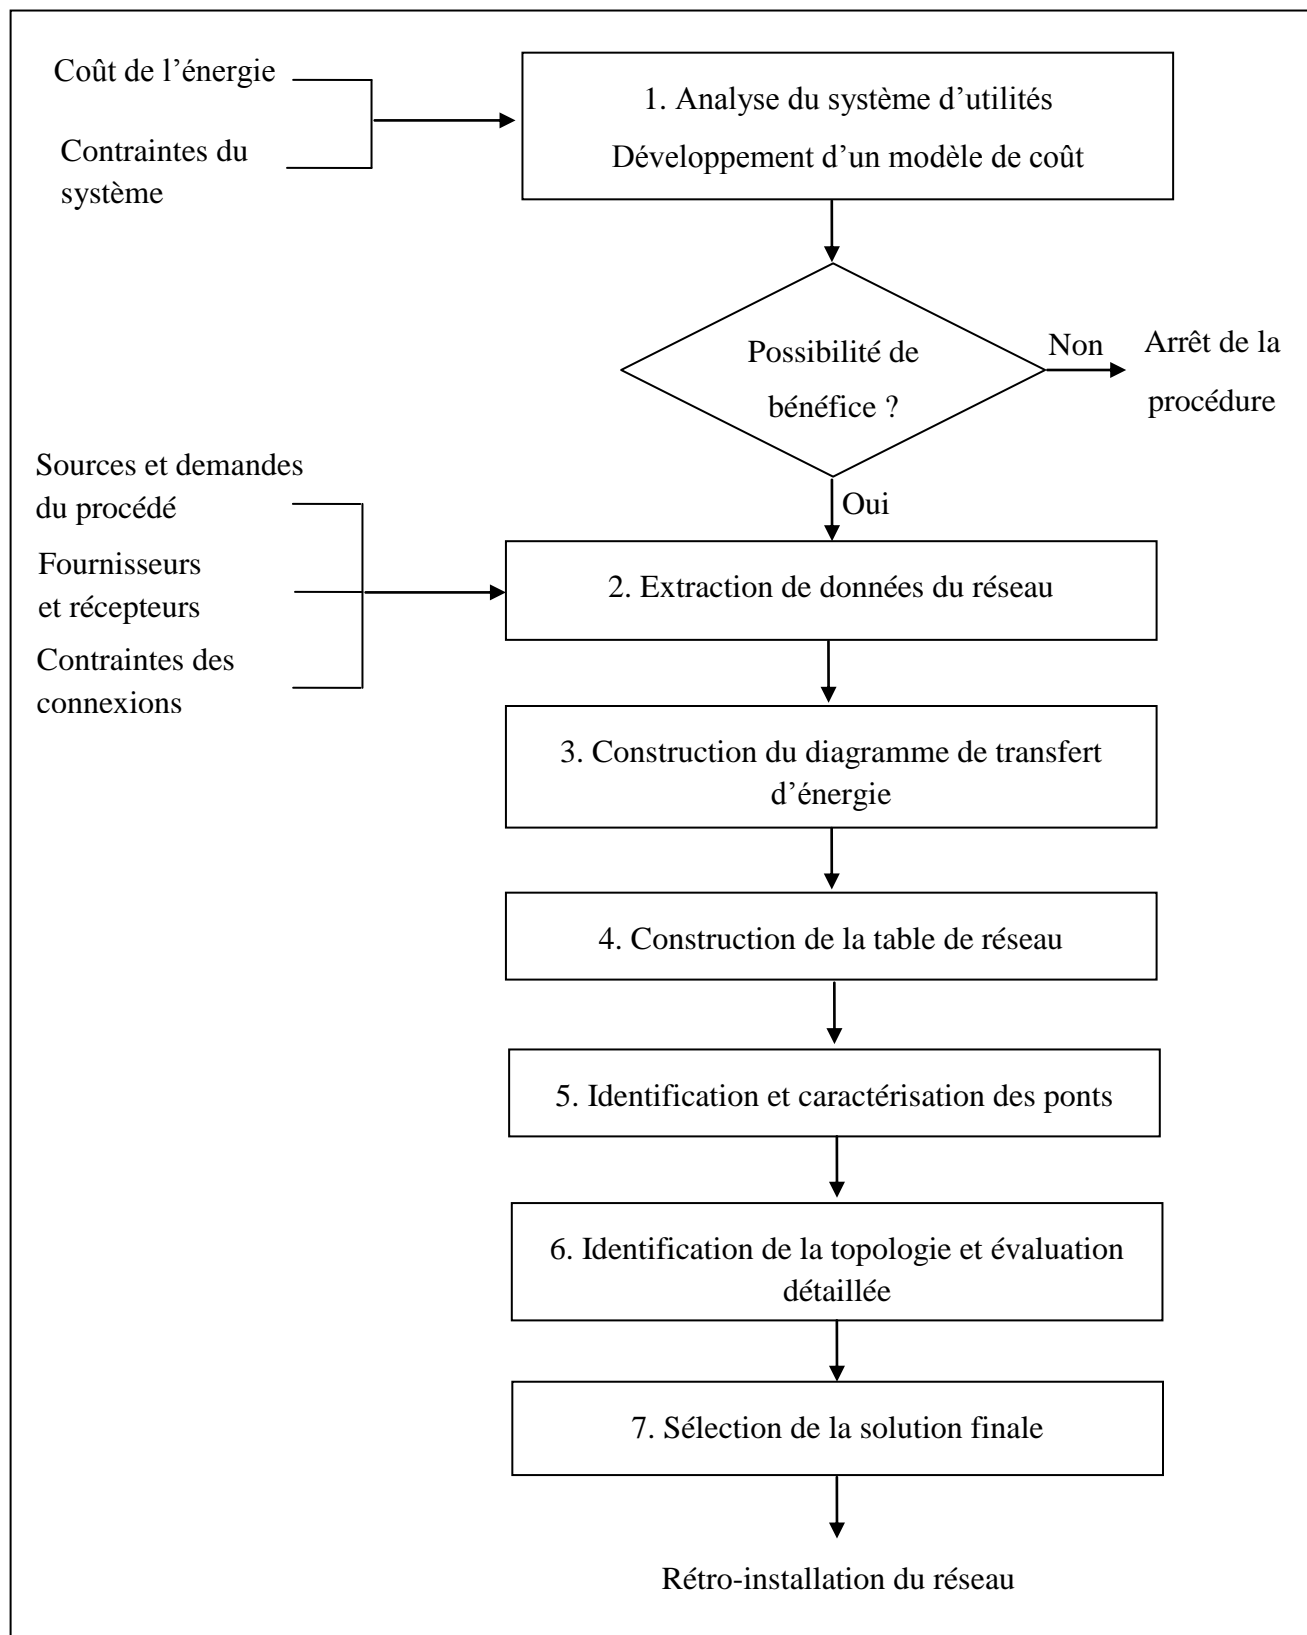 Coût de l’énergie
Contraintes du
système
1. Analyse du système d’utilités
Développement d’un modèle de coût
Possibilité de
bénéfice ?
Non
Arrêt de la
procédure
Oui
Sources et demandes
du procédé
Fournisseurs
et récepteurs
Contraintes des
connexions
2. Extraction de données du réseau
3. Construction du diagramme de transfert
d’énergie
4. Construction de la table de réseau
5. Identification et caractérisation des ponts
6. Identification de la topologie et évaluation
détaillée
7. Sélection de la solution finale
Rétro-installation du réseau